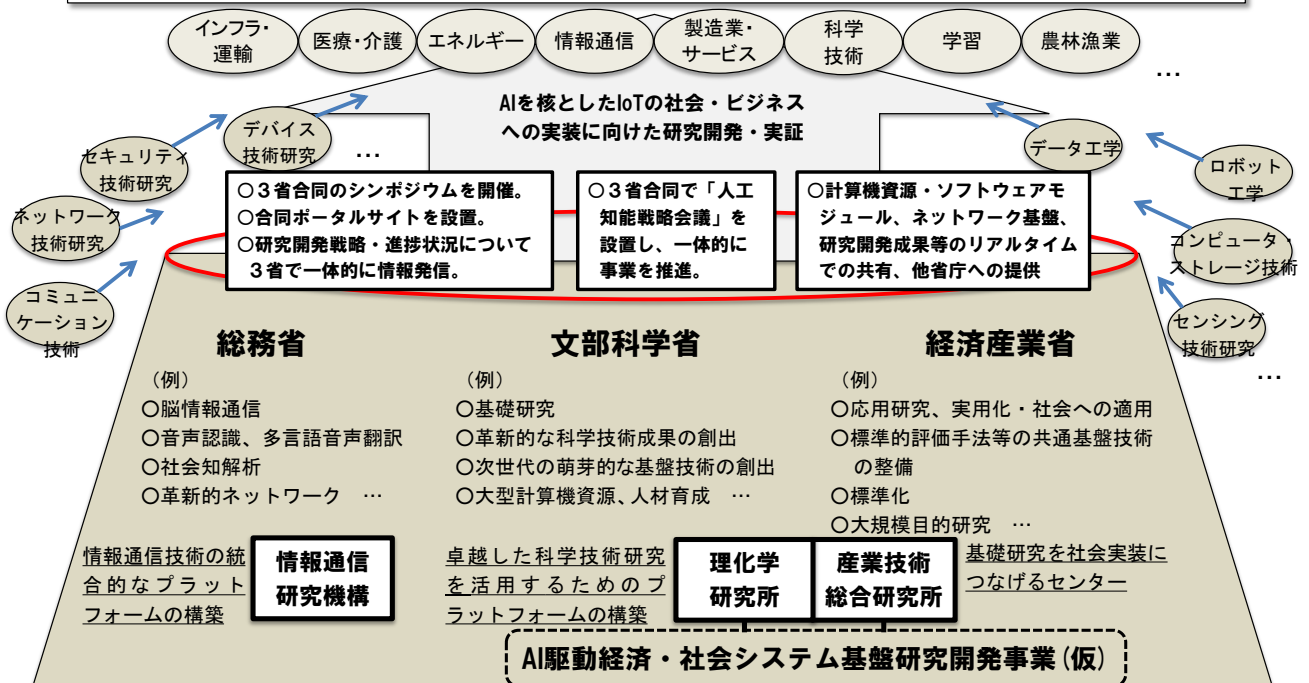 インフラ・
運輸
医療・介護
エネルギー
情報通信
製造業・
サービス
科学
技術
学習
農林漁業
…
AIを核としたIoTの社会・ビジネス
への実装に向けた研究開発・実証
デバイス
技術研究
…
セキュリティ
技術研究
ネットワーク
技術研究
コミュニ
ケーション
技術
データ工学
ロボット
工学
コンピュータ・
ストレージ技術
センシング
技術研究
…
○３省合同のシンポジウムを開催。
○合同ポータルサイトを設置。
○研究開発戦略・進捗状況について
３省で一体的に情報発信。
○３省合同で「人工
知能戦略会議」を
設置し、一体的に
事業を推進。
○計算機資源・ソフトウェアモ
ジュール、ネットワーク基盤、
研究開発成果等のリアルタイム
での共有、他省庁への提供
総務省
（例）
○脳情報通信
○音声認識、多言語音声翻訳
○社会知解析
○革新的ネットワーク　…
情報通信技術の統
合的なプラット
フォームの構築
情報通信
研究機構
文部科学省
（例）
○基礎研究
○革新的な科学技術成果の創出
○次世代の萌芽的な基盤技術の創出
○大型計算機資源、人材育成　…
卓越した科学技術研究
を活用するためのプ
ラットフォームの構築
理化学
研究所
経済産業省
（例）
○応用研究、実用化・社会への適用
○標準的評価手法等の共通基盤技術
の整備
○標準化
○大規模目的研究　…
産業技術
総合研究所
基礎研究を社会実装に
つなげるセンター
AI駆動経済・社会システム基盤研究開発事業（仮）